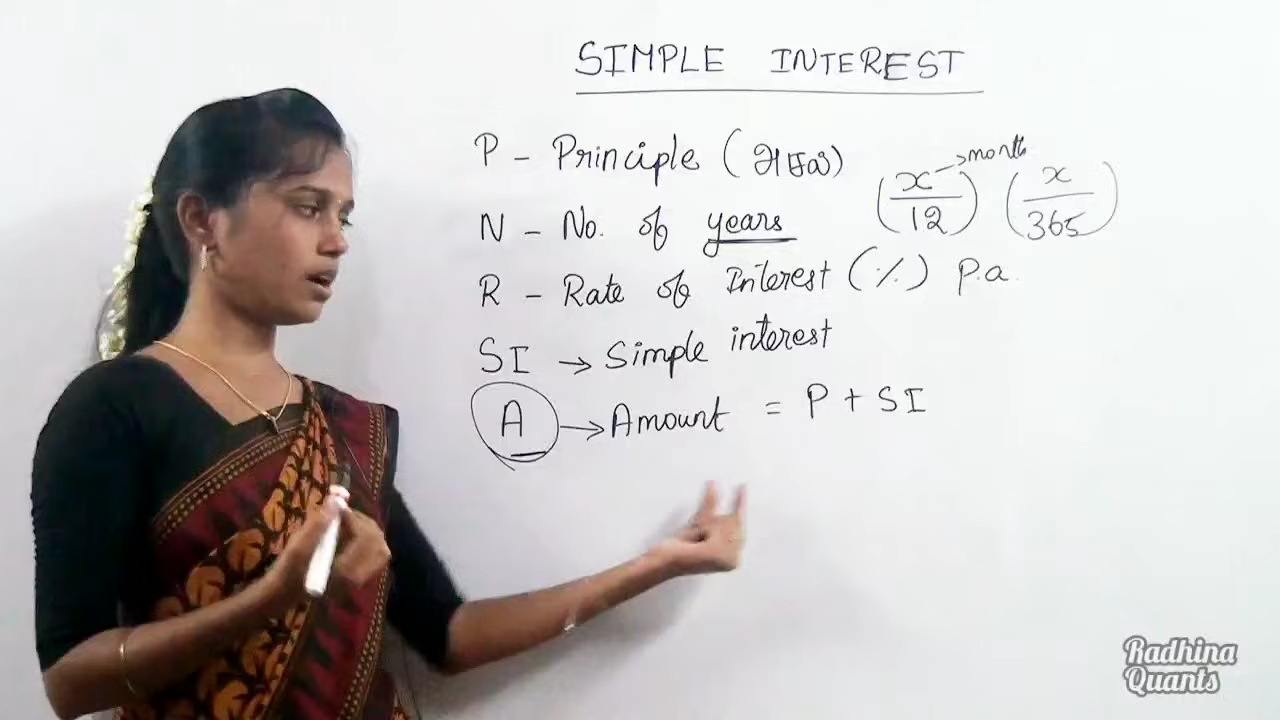 SIMPLE INTEREST
P - Principle (அசல்)
N - No. of years (x/12) → month (x/365)
R - Rate of Interest (%) p.a.
SI → Simple interest
A → Amount = P + SI
Radhina
Quants